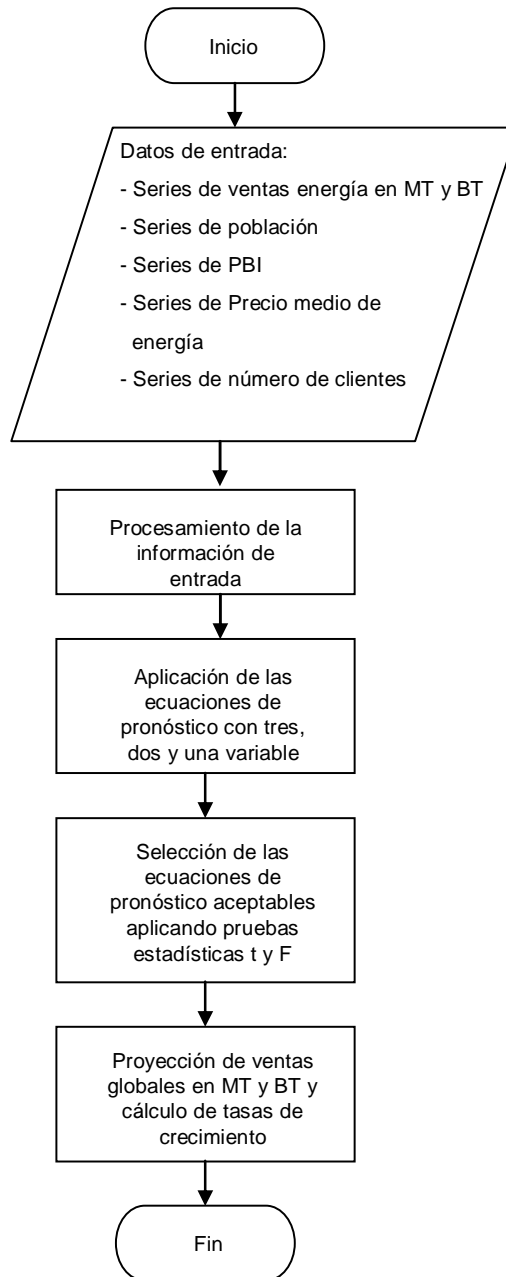 Inicio
Datos de entrada:
- Series de ventas energía en MT y BT
- Series de población
- Series de PBI
- Series de Precio medio de
energía
- Series de número de clientes
Procesamiento de la
información de
entrada
Aplicación de las
ecuaciones de
pronóstico con tres,
dos y una variable
Selección de las
ecuaciones de
pronóstico aceptables
aplicando pruebas
estadísticas t y F
Proyección de ventas
globales en MT y BT y
cálculo de tasas de
crecimiento
Fin